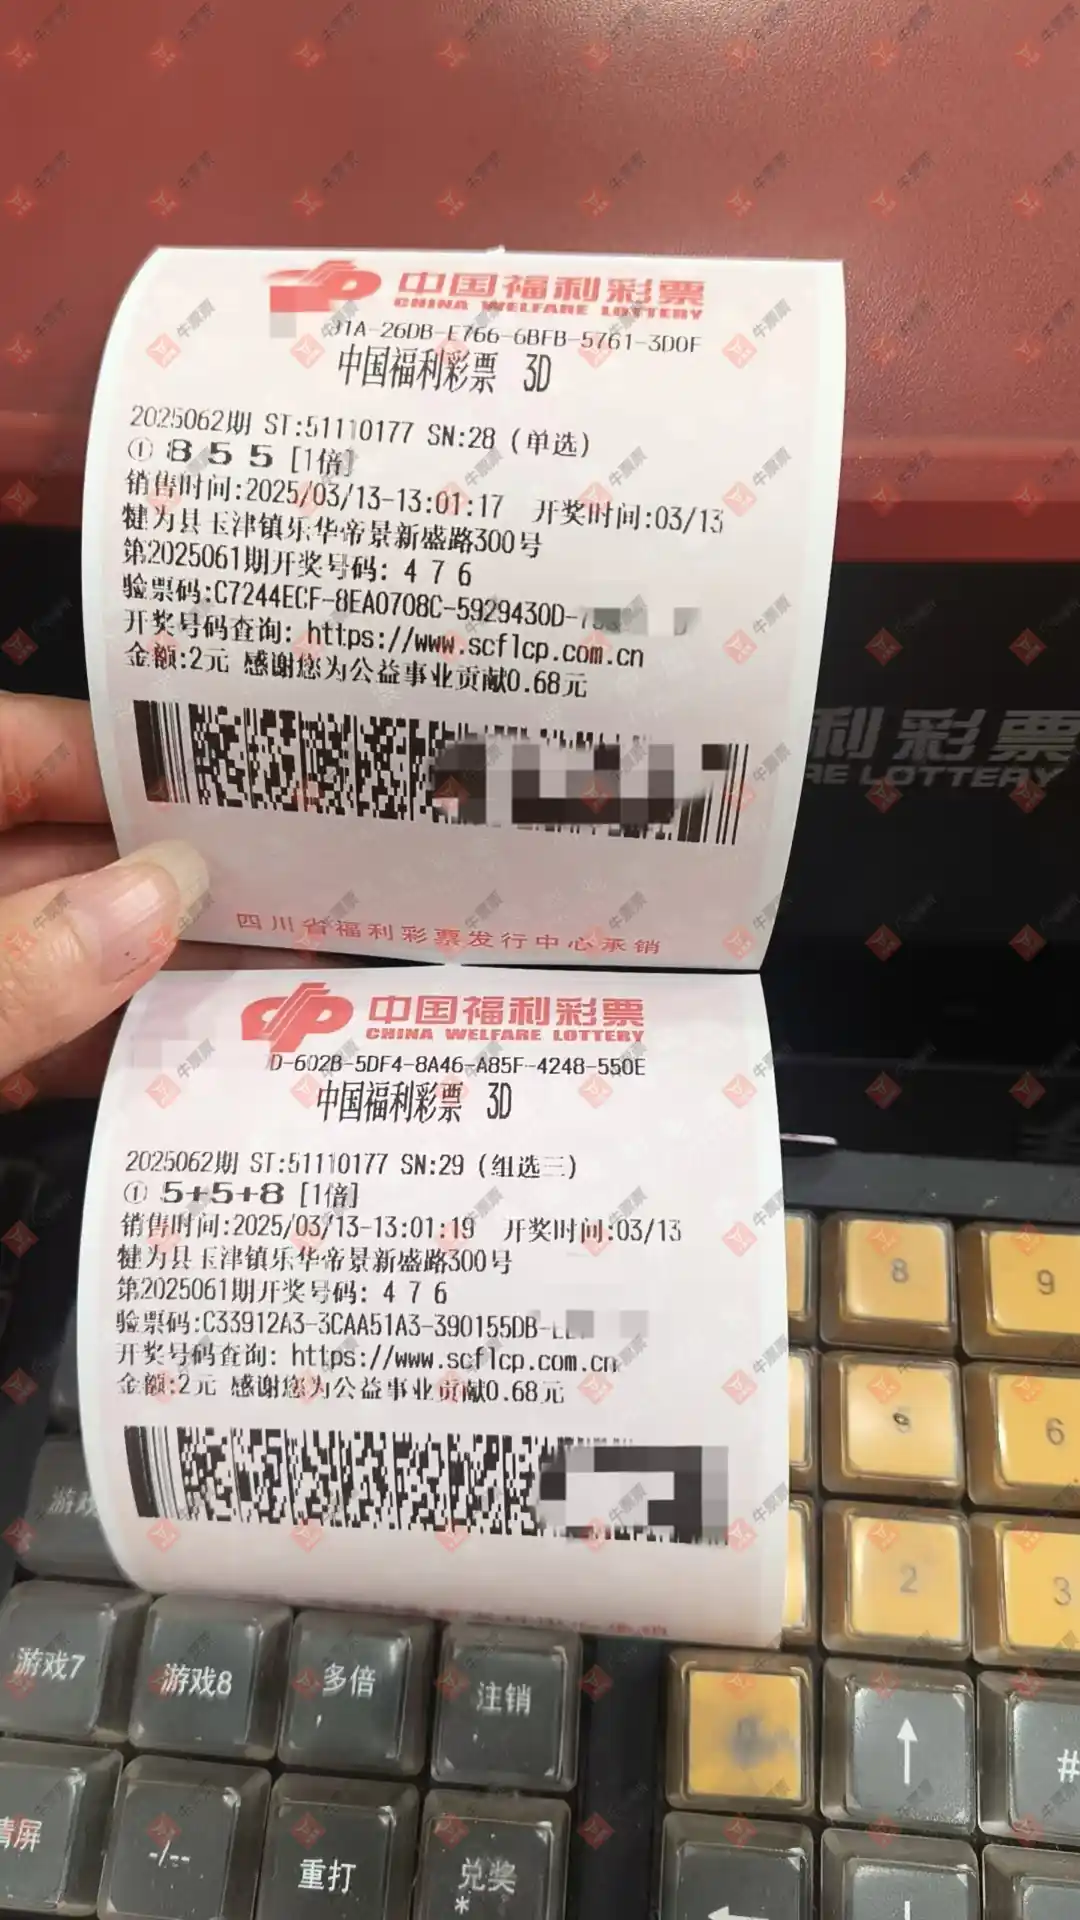 中国福利彩票
CHINA WELFARE LOTTERY
1A-26DB-E766-6BFB-5761-3D0F
中国福利彩票 3D
2025062期 ST:51110177 SN:28 (单选)
① 8 5 5 [1倍]
销售时间:2025/03/13-13:01:17 开奖时间:03/13
犍为县玉津镇乐华帝景新盛路300号
第2025061期开奖号码: 4 7 6
验票码:C7244ECF-8EA0708C-5929430D-
开奖号码查询: https://www.scflcp.com.cn
金额:2元 感谢您为公益事业贡献0.68元
利彩票
RE LOTTERY
四川省福利彩票发行中心承销
中国福利彩票
CHINA WELFARE LOTTERY
D-602B-5DF4-8A46-A85F-4248-550E
中国福利彩票 3D
2025062期 ST:51110177 SN:29 (组选三)
① 5+5+8 [1倍]
销售时间:2025/03/13-13:01:19 开奖时间:03/13
犍为县玉津镇乐华帝景新盛路300号
第2025061期开奖号码: 4 7 6
验票码:C33912A3-3CAA51A3-390155DB-
开奖号码查询: https://www.scflcp.com.cn
金额:2元 感谢您为公益事业贡献0.68元
8 9
5 6
2 3
游戏
游戏7 游戏8 多倍 注销 ↑ #
清屏 -/-- 重打 兑奖 *
牛票票